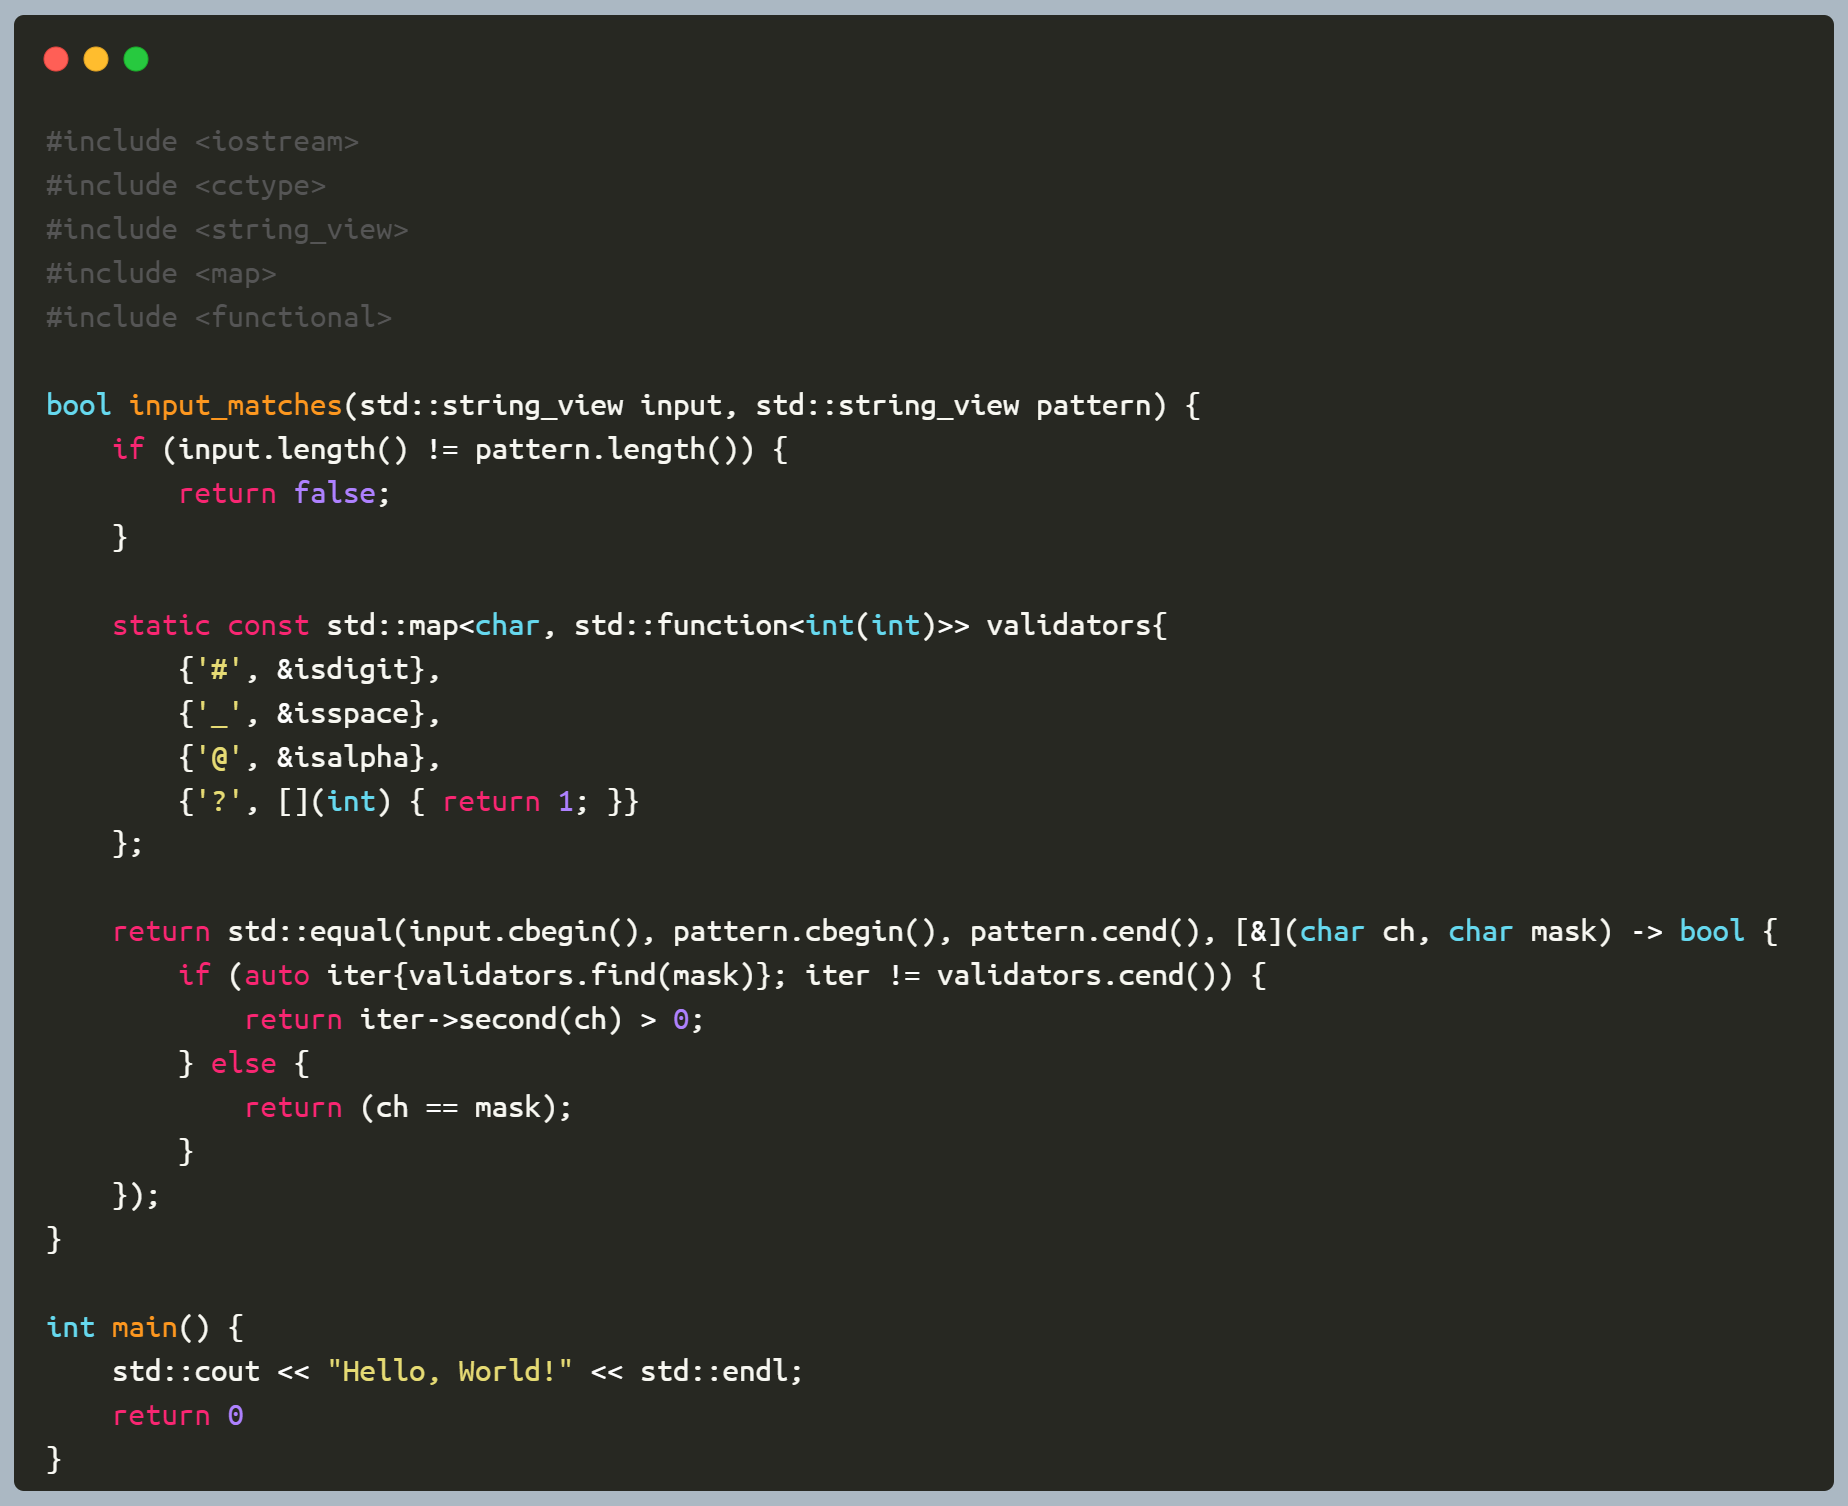 #include <iostream>
#include <cctype>
#include <string_view>
#include <map>
#include <functional>

bool input_matches(std::string_view input, std::string_view pattern) {
    if (input.length() != pattern.length()) {
        return false;
    }

    static const std::map<char, std::function<int(int)>> validators{
        {'#', &isdigit},
        {'_', &isspace},
        {'@', &isalpha},
        {'?', [](int) { return 1; }}
    };

    return std::equal(input.cbegin(), pattern.cbegin(), pattern.cend(), [&](char ch, char mask) -> bool {
        if (auto iter{validators.find(mask)}; iter != validators.cend()) {
            return iter->second(ch) > 0;
        } else {
            return (ch == mask);
        }
    });
}

int main() {
    std::cout << "Hello, World!" << std::endl;
    return 0
}